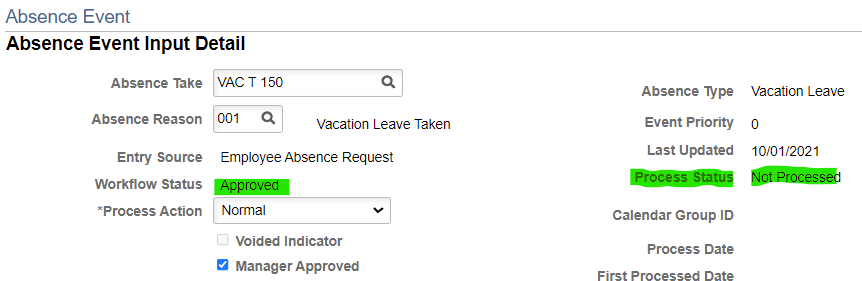 Absence Event
Absence Event Input Detail
Absence Take VAC T 150
Absence Reason 001 Vacation Leave Taken
Entry Source Employee Absence Request
Workflow Status Approved
*Process Action Normal
Voided Indicator
Manager Approved
Absence Type Vacation Leave
Event Priority 0
Last Updated 10/01/2021
Process Status Not Processed
Calendar Group ID
Process Date
First Processed Date